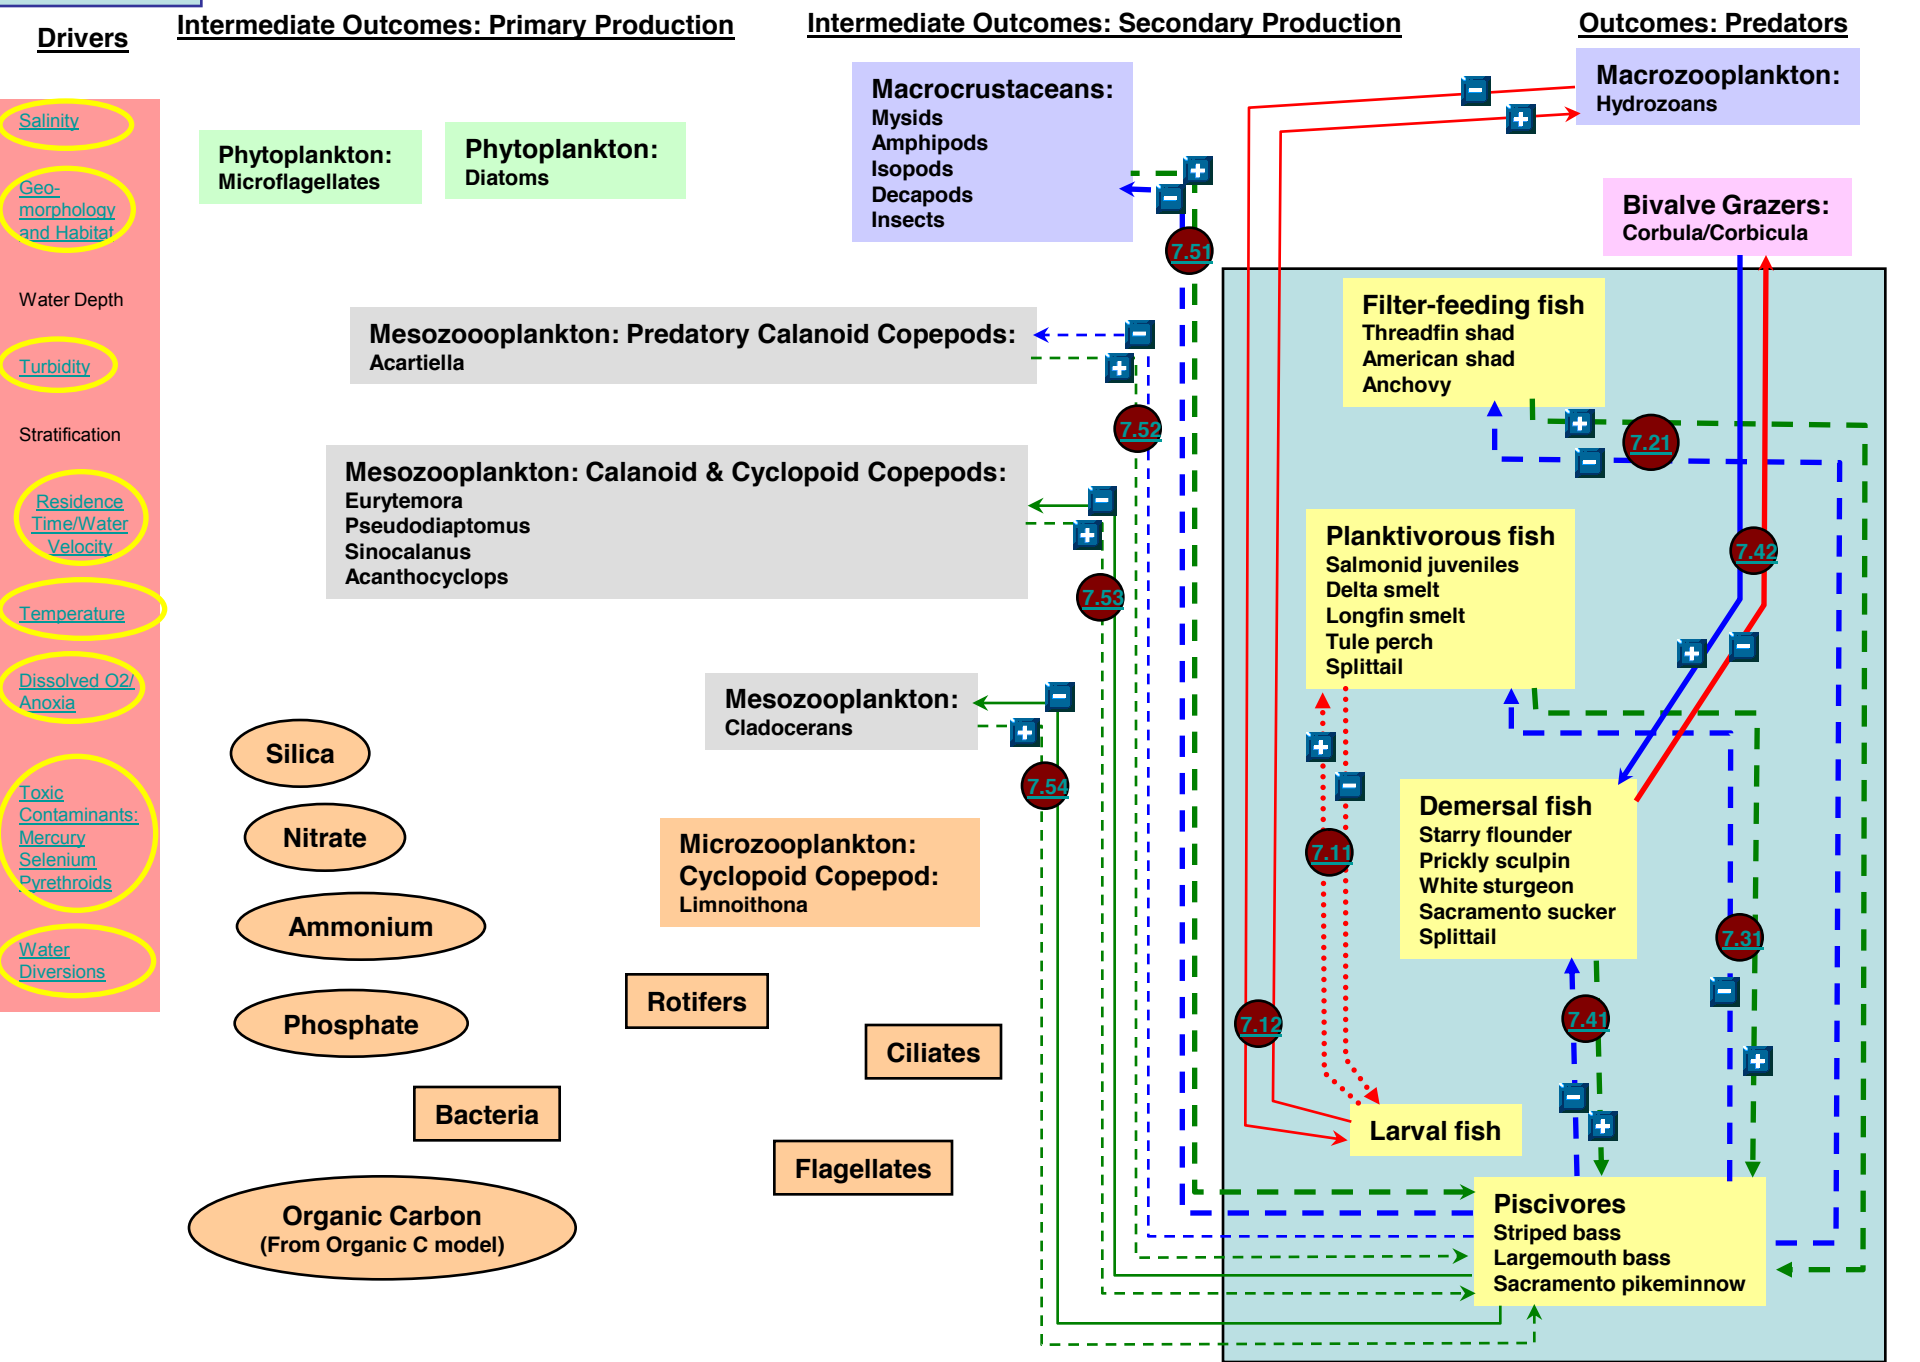 Drivers
Intermediate Outcomes: Primary Production
Intermediate Outcomes: Secondary Production
Outcomes: Predators
Salinity
Geo-
morphology
and Habitat
Water Depth
Turbidity
Stratification
Residence
Time/Water
Velocity
Temperature
Dissolved O2/
Anoxia
Toxic
Contaminants:
Mercury
Selenium
Pyrethroids
Water
Diversions
Phytoplankton:
Microflagellates
Phytoplankton:
Diatoms
Macrocrustaceans:
Mysids
Amphipods
Isopods
Decapods
Insects
Macrozooplankton:
Hydrozoans
Bivalve Grazers:
Corbula/Corbicula
Mesozoooplankton: Predatory Calanoid Copepods:
Acartiella
Mesozooplankton: Calanoid & Cyclopoid Copepods:
Eurytemora
Pseudodiaptomus
Sinocalanus
Acanthocyclops
Mesozooplankton:
Cladocerans
Microzooplankton:
Cyclopoid Copepod:
Limnoithona
Silica
Nitrate
Ammonium
Phosphate
Rotifers
Ciliates
Bacteria
Flagellates
Organic Carbon
(From Organic C model)
Filter-feeding fish
Threadfin shad
American shad
Anchovy
Planktivorous fish
Salmonid juveniles
Delta smelt
Longfin smelt
Tule perch
Splittail
Demersal fish
Starry flounder
Prickly sculpin
White sturgeon
Sacramento sucker
Splittail
Larval fish
Piscivores
Striped bass
Largemouth bass
Sacramento pikeminnow
7.51
7.52
7.53
7.54
7.21
7.42
7.11
7.31
7.12
7.41
+
-
+
-
-
+
-
+
-
+
+
-
+
-
+
-
-
+
-
+